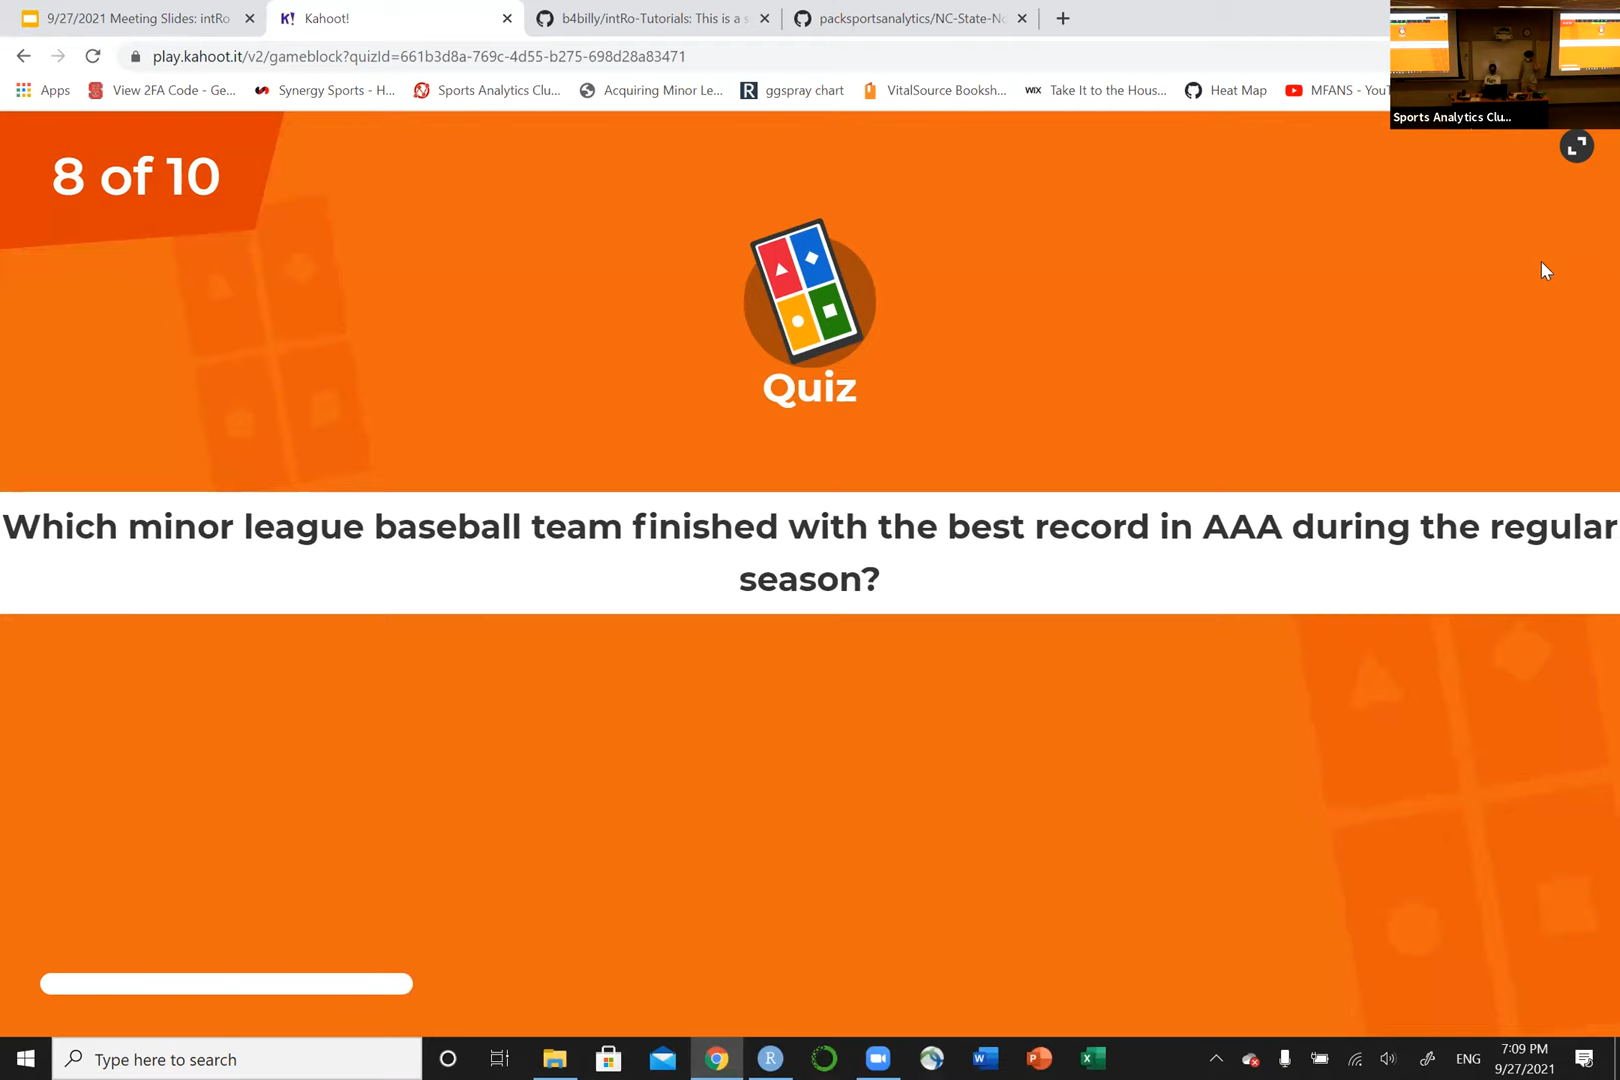 9/27/2021 Meeting Slides: intRo
K! Kahoot!
b4billy/intRo-Tutorials: This is a s
packsportsanalytics/NC-State-No
play.kahoot.it/v2/gameblock?quizId=661b3d8a-769c-4d55-b275-698d28a83471
Apps
View 2FA Code - Ge...
Synergy Sports - H...
Sports Analytics Clu...
Acquiring Minor Le...
R ggspray chart
VitalSource Booksh...
WIX Take It to the Hous...
Heat Map
MFANS - YouT
Sports Analytics Clu...
8 of 10
Quiz
Which minor league baseball team finished with the best record in AAA during the regular
season?
Type here to search
ENG
7:09 PM
9/27/2021